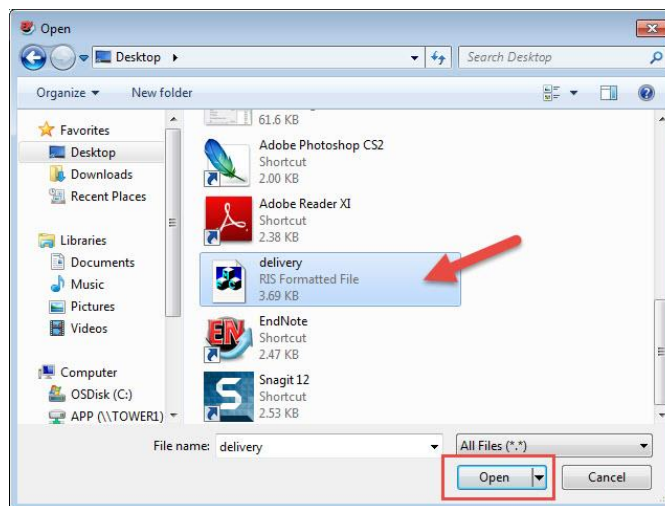 Open
Desktop
Search Desktop
Organize
New folder
61.6 KB
Favorites
Desktop
Downloads
Recent Places
Libraries
Documents
Music
Pictures
Videos
Computer
OSDisk (C:)
APP (\\TOWER1)
Adobe Photoshop CS2
Shortcut
2.00 KB
Adobe Reader XI
Shortcut
2.38 KB
delivery
RIS Formatted File
3.69 KB
EndNote
Shortcut
2.47 KB
Snagit 12
Shortcut
2.53 KB
File name: delivery
All Files (*.*)
Open
Cancel